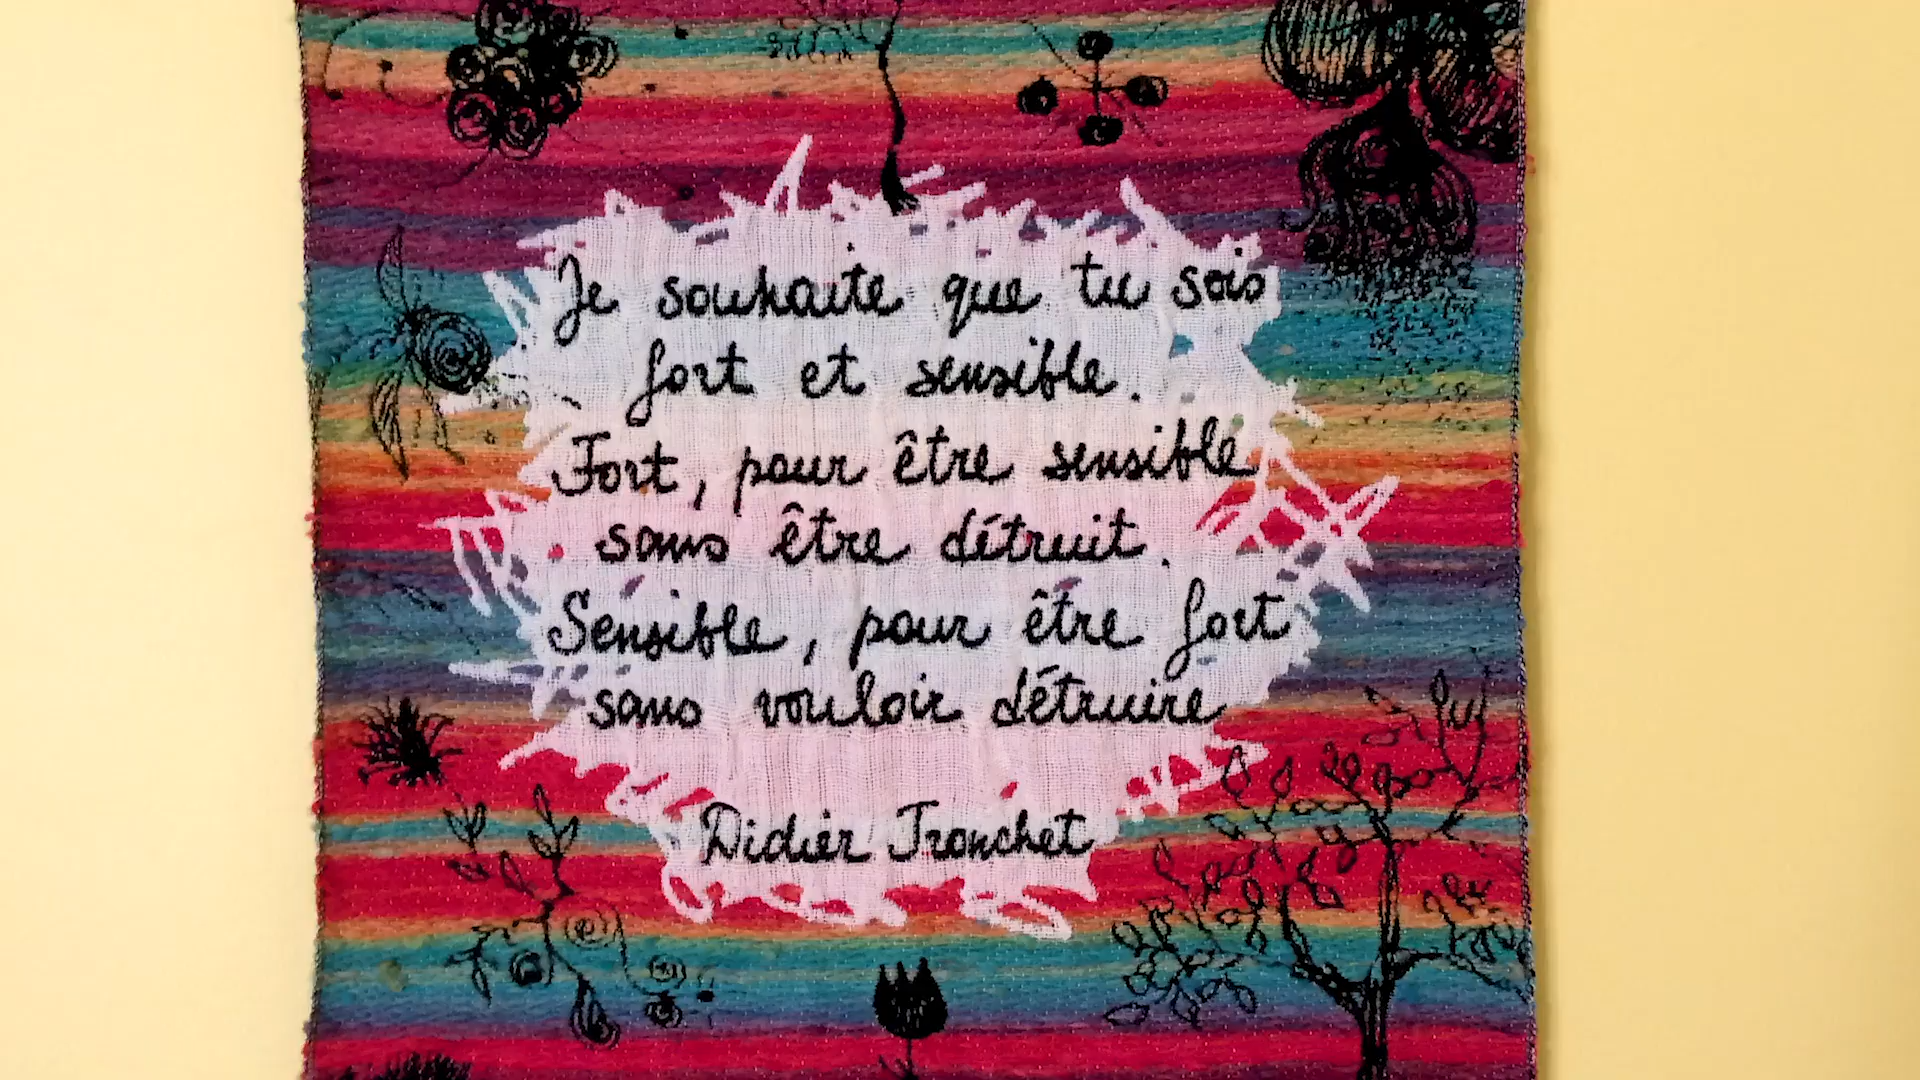 Je souhaite que tu sois
fort et sensible.
Fort, pour être sensible
sans être détruit.
Sensible, pour être fort
sans vouloir détruire
Didier Tronchet